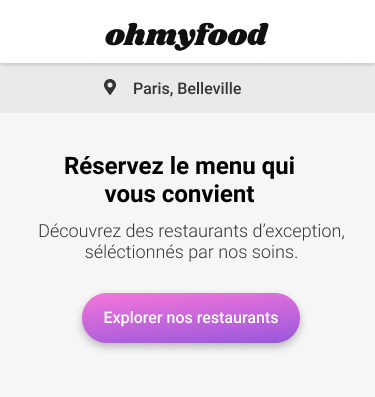 ohmyfood
Paris, Belleville
Réservez le menu qui
vous convient
Découvrez des restaurants d’exception,
séléctionnés par nos soins.
Explorer nos restaurants